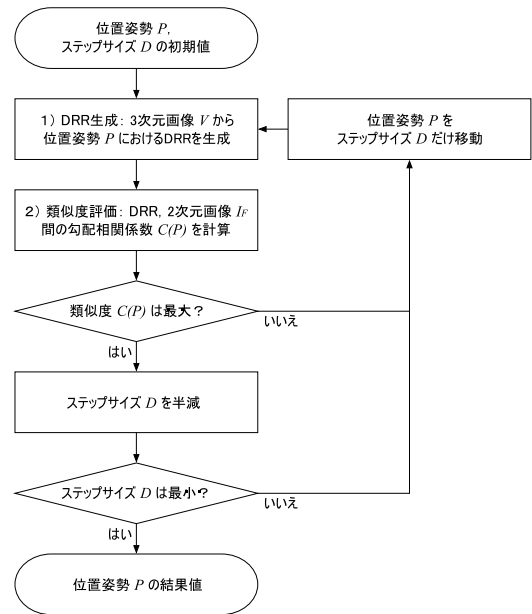 位置姿勢 P,
ステップサイズ D の初期値
1) DRR生成: 3次元画像 V から
位置姿勢 P におけるDRRを生成
位置姿勢 P を
ステップサイズ D だけ移動
2) 類似度評価: DRR, 2次元画像 IF
間の勾配相関係数 C(P) を計算
類似度 C(P) は最大?
いいえ
はい
ステップサイズ D を半減
ステップサイズ D は最小?
いいえ
はい
位置姿勢 P の結果値